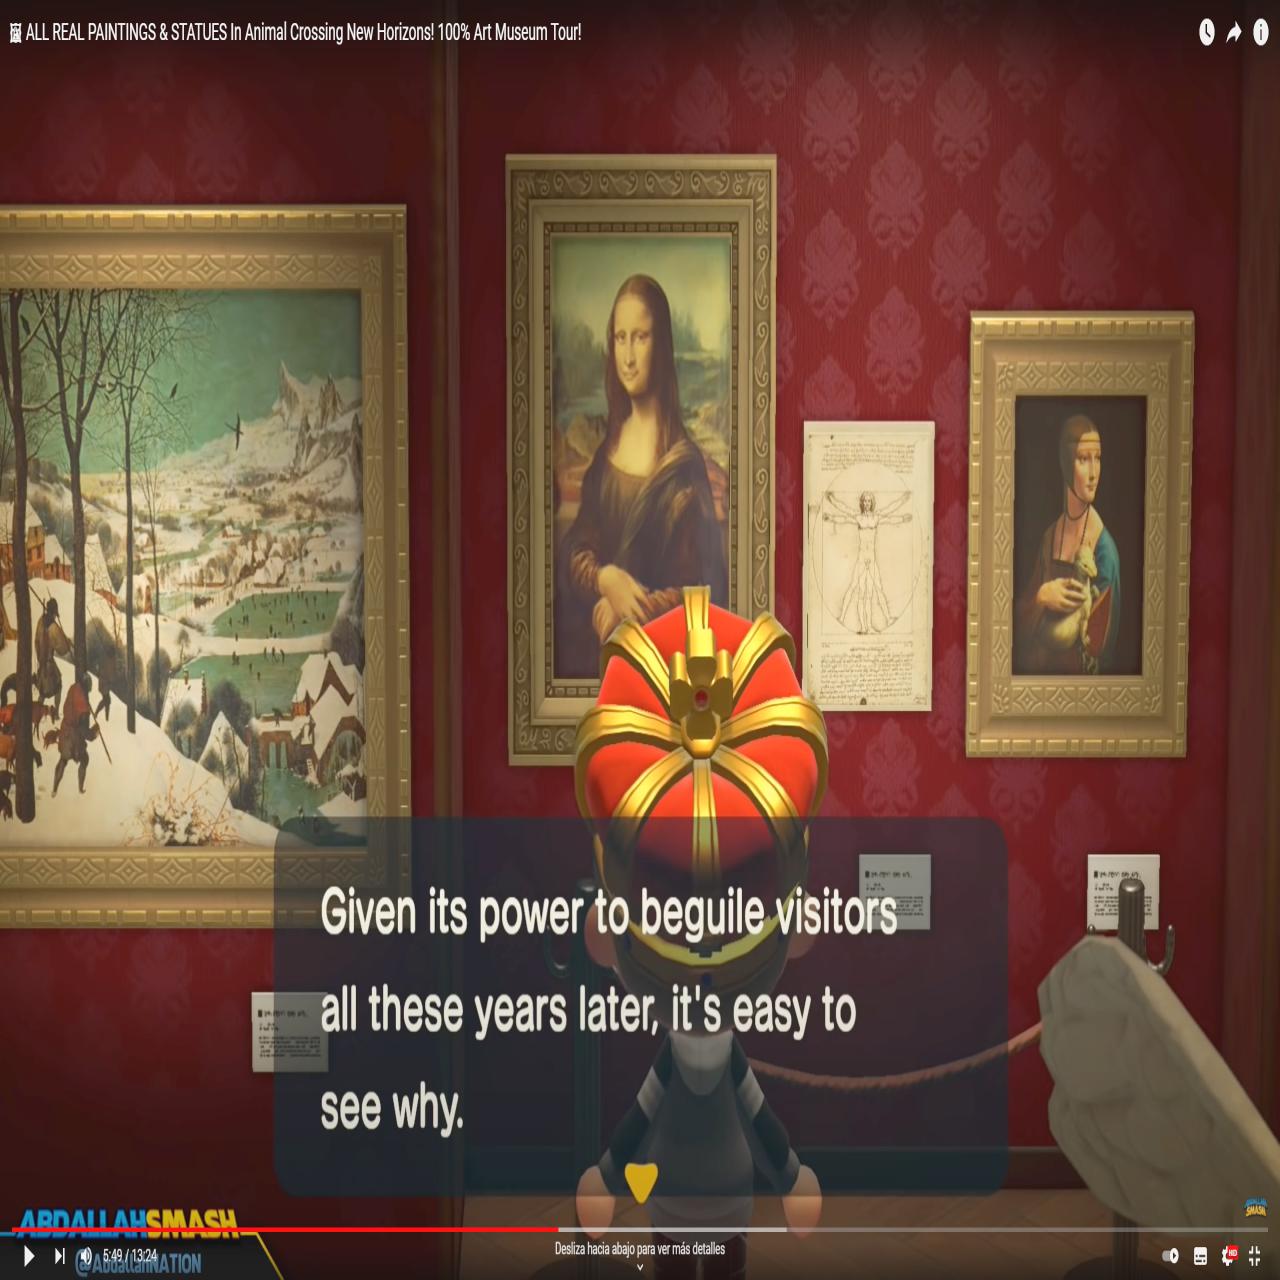 ALL REAL PAINTINGS & STATUES In Animal Crossing New Horizons! 100% Art Museum Tour!
Given its power to beguile visitors
all these years later, it's easy to
see why.
ABDALLAHSMASH
@AbdallahNATION
5:49 / 13:24
Desliza hacia abajo para ver más detalles
HD